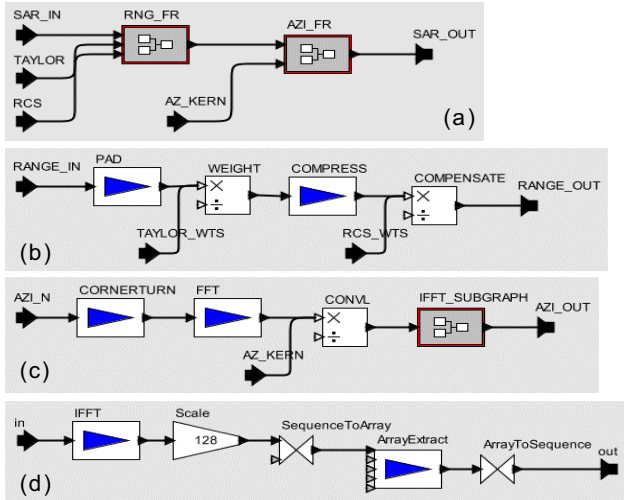 SAR_IN
RNG_FR
AZI_FR
SAR_OUT
TAYLOR
RCS
AZ_KERN
(a)
RANGE_IN
PAD
WEIGHT
COMPRESS
COMPENSATE
RANGE_OUT
× ÷
× ÷
TAYLOR_WTS
RCS_WTS
(b)
AZI_N
CORNERTURN
FFT
CONVL
IFFT_SUBGRAPH
AZI_OUT
× ÷
AZ_KERN
(c)
in
IFFT
Scale
128
SequenceToArray
ArrayExtract
ArrayToSequence
out
(d)